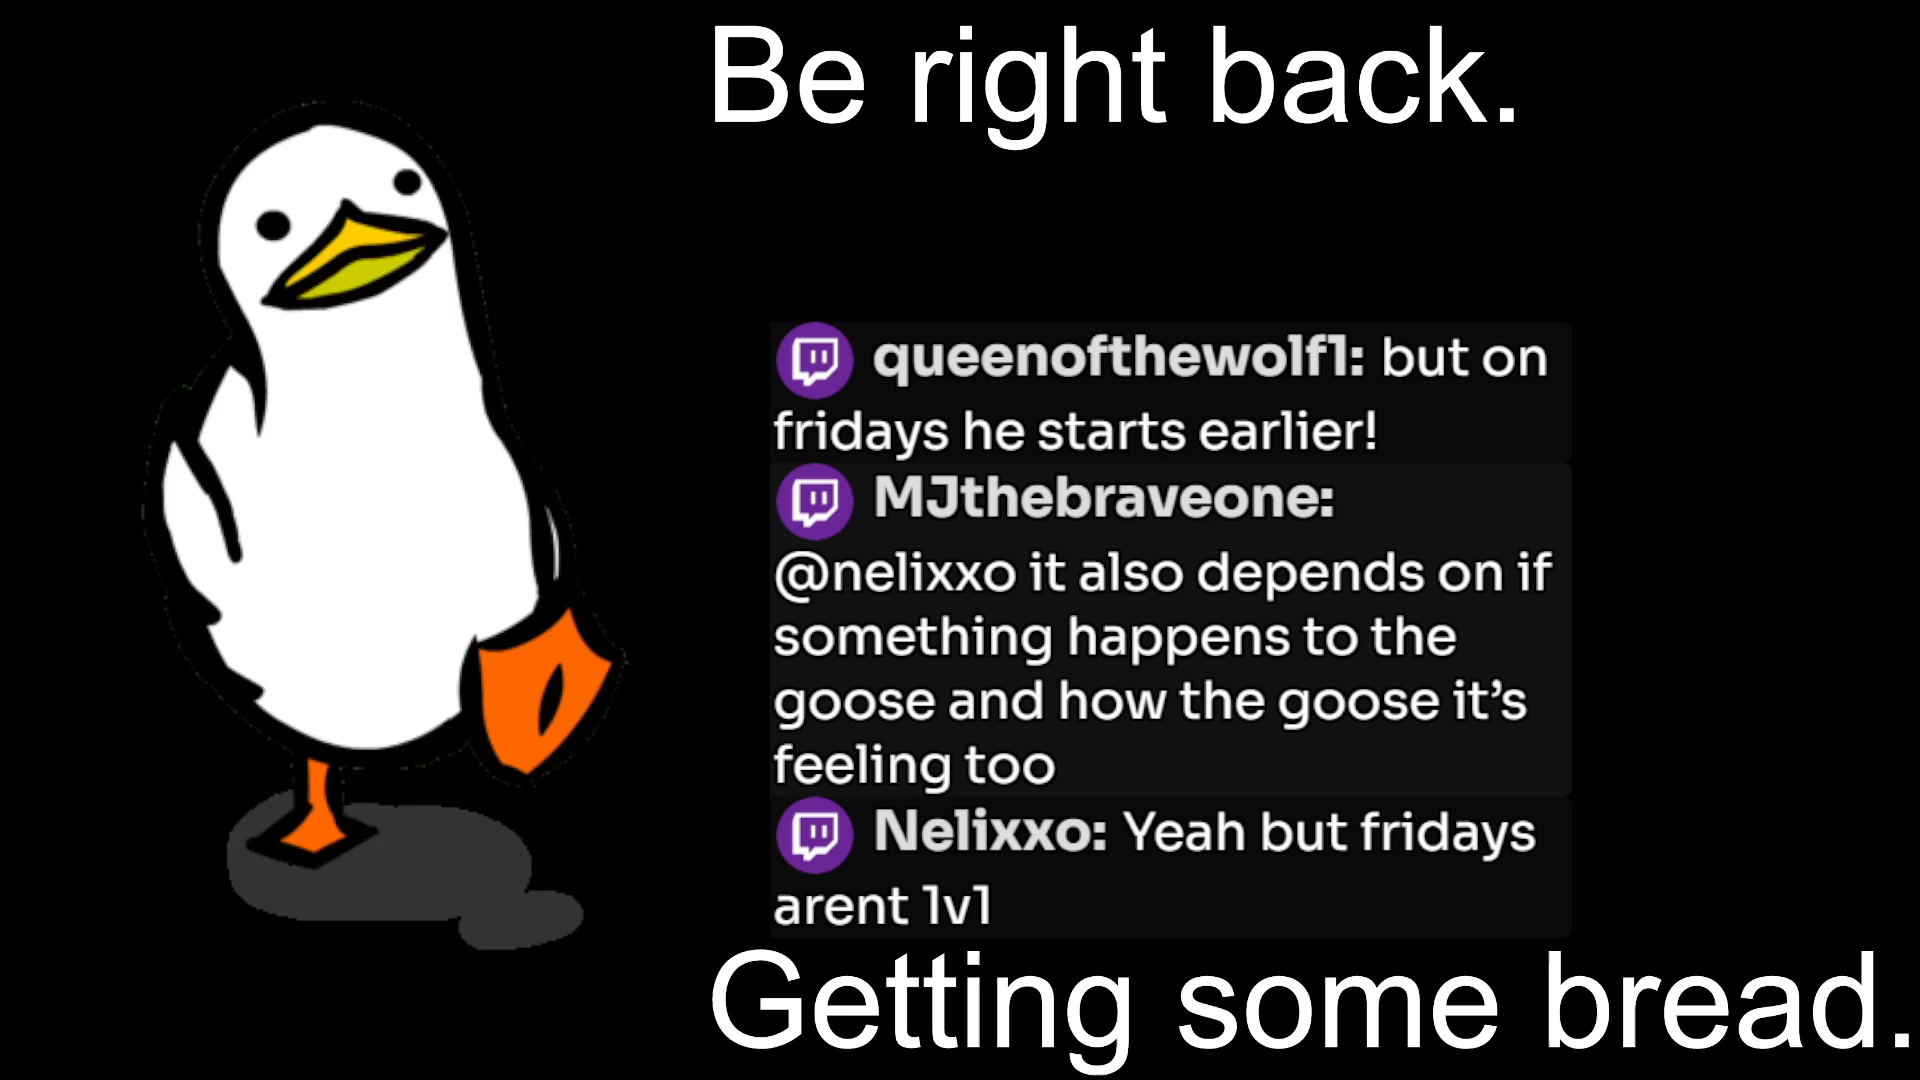 Be right back.
queenofthewolf1: but on
fridays he starts earlier!
MJthebraveone:
@nelixxo it also depends on if
something happens to the
goose and how the goose it’s
feeling too
Nelixxo: Yeah but fridays
arent 1v1
Getting some bread.